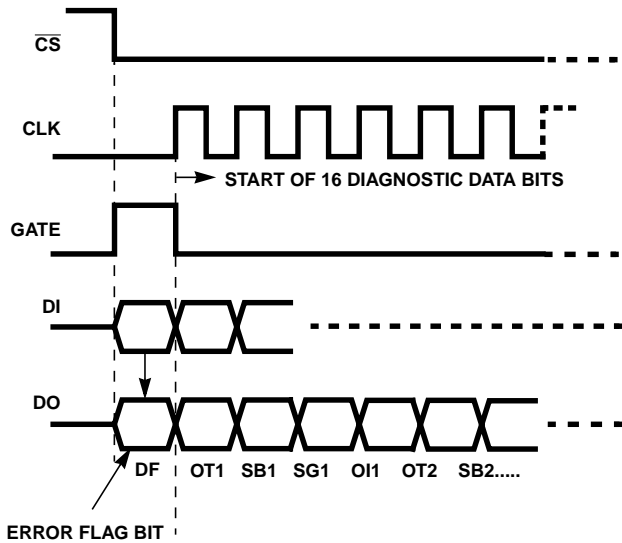 CS
CLK
START OF 16 DIAGNOSTIC DATA BITS
GATE
DI
DO
DF OT1 SB1 SG1 OI1 OT2 SB2.....
ERROR FLAG BIT